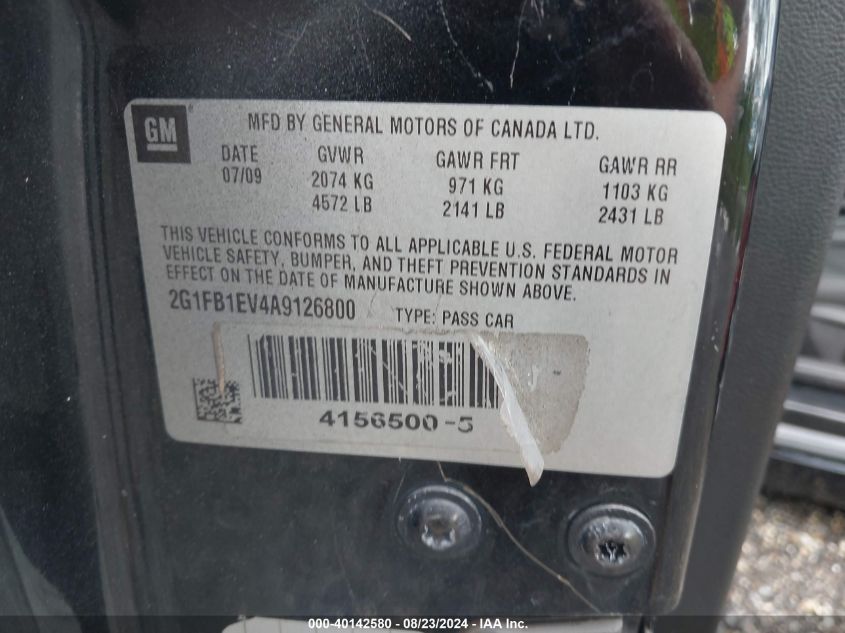 GM
MFD BY GENERAL MOTORS OF CANADA LTD.
DATE GVWR GAWR FRT GAWR RR
07/09 2074 KG 971 KG 1103 KG
4572 LB 2141 LB 2431 LB
THIS VEHICLE CONFORMS TO ALL APPLICABLE U.S. FEDERAL MOTOR
VEHICLE SAFETY, BUMPER, AND THEFT PREVENTION STANDARDS IN
EFFECT ON THE DATE OF MANUFACTURE SHOWN ABOVE.
2G1FB1EV4A9126800 TYPE: PASS CAR
4156500-5
000-40142580 - 08/23/2024 - IAA Inc.